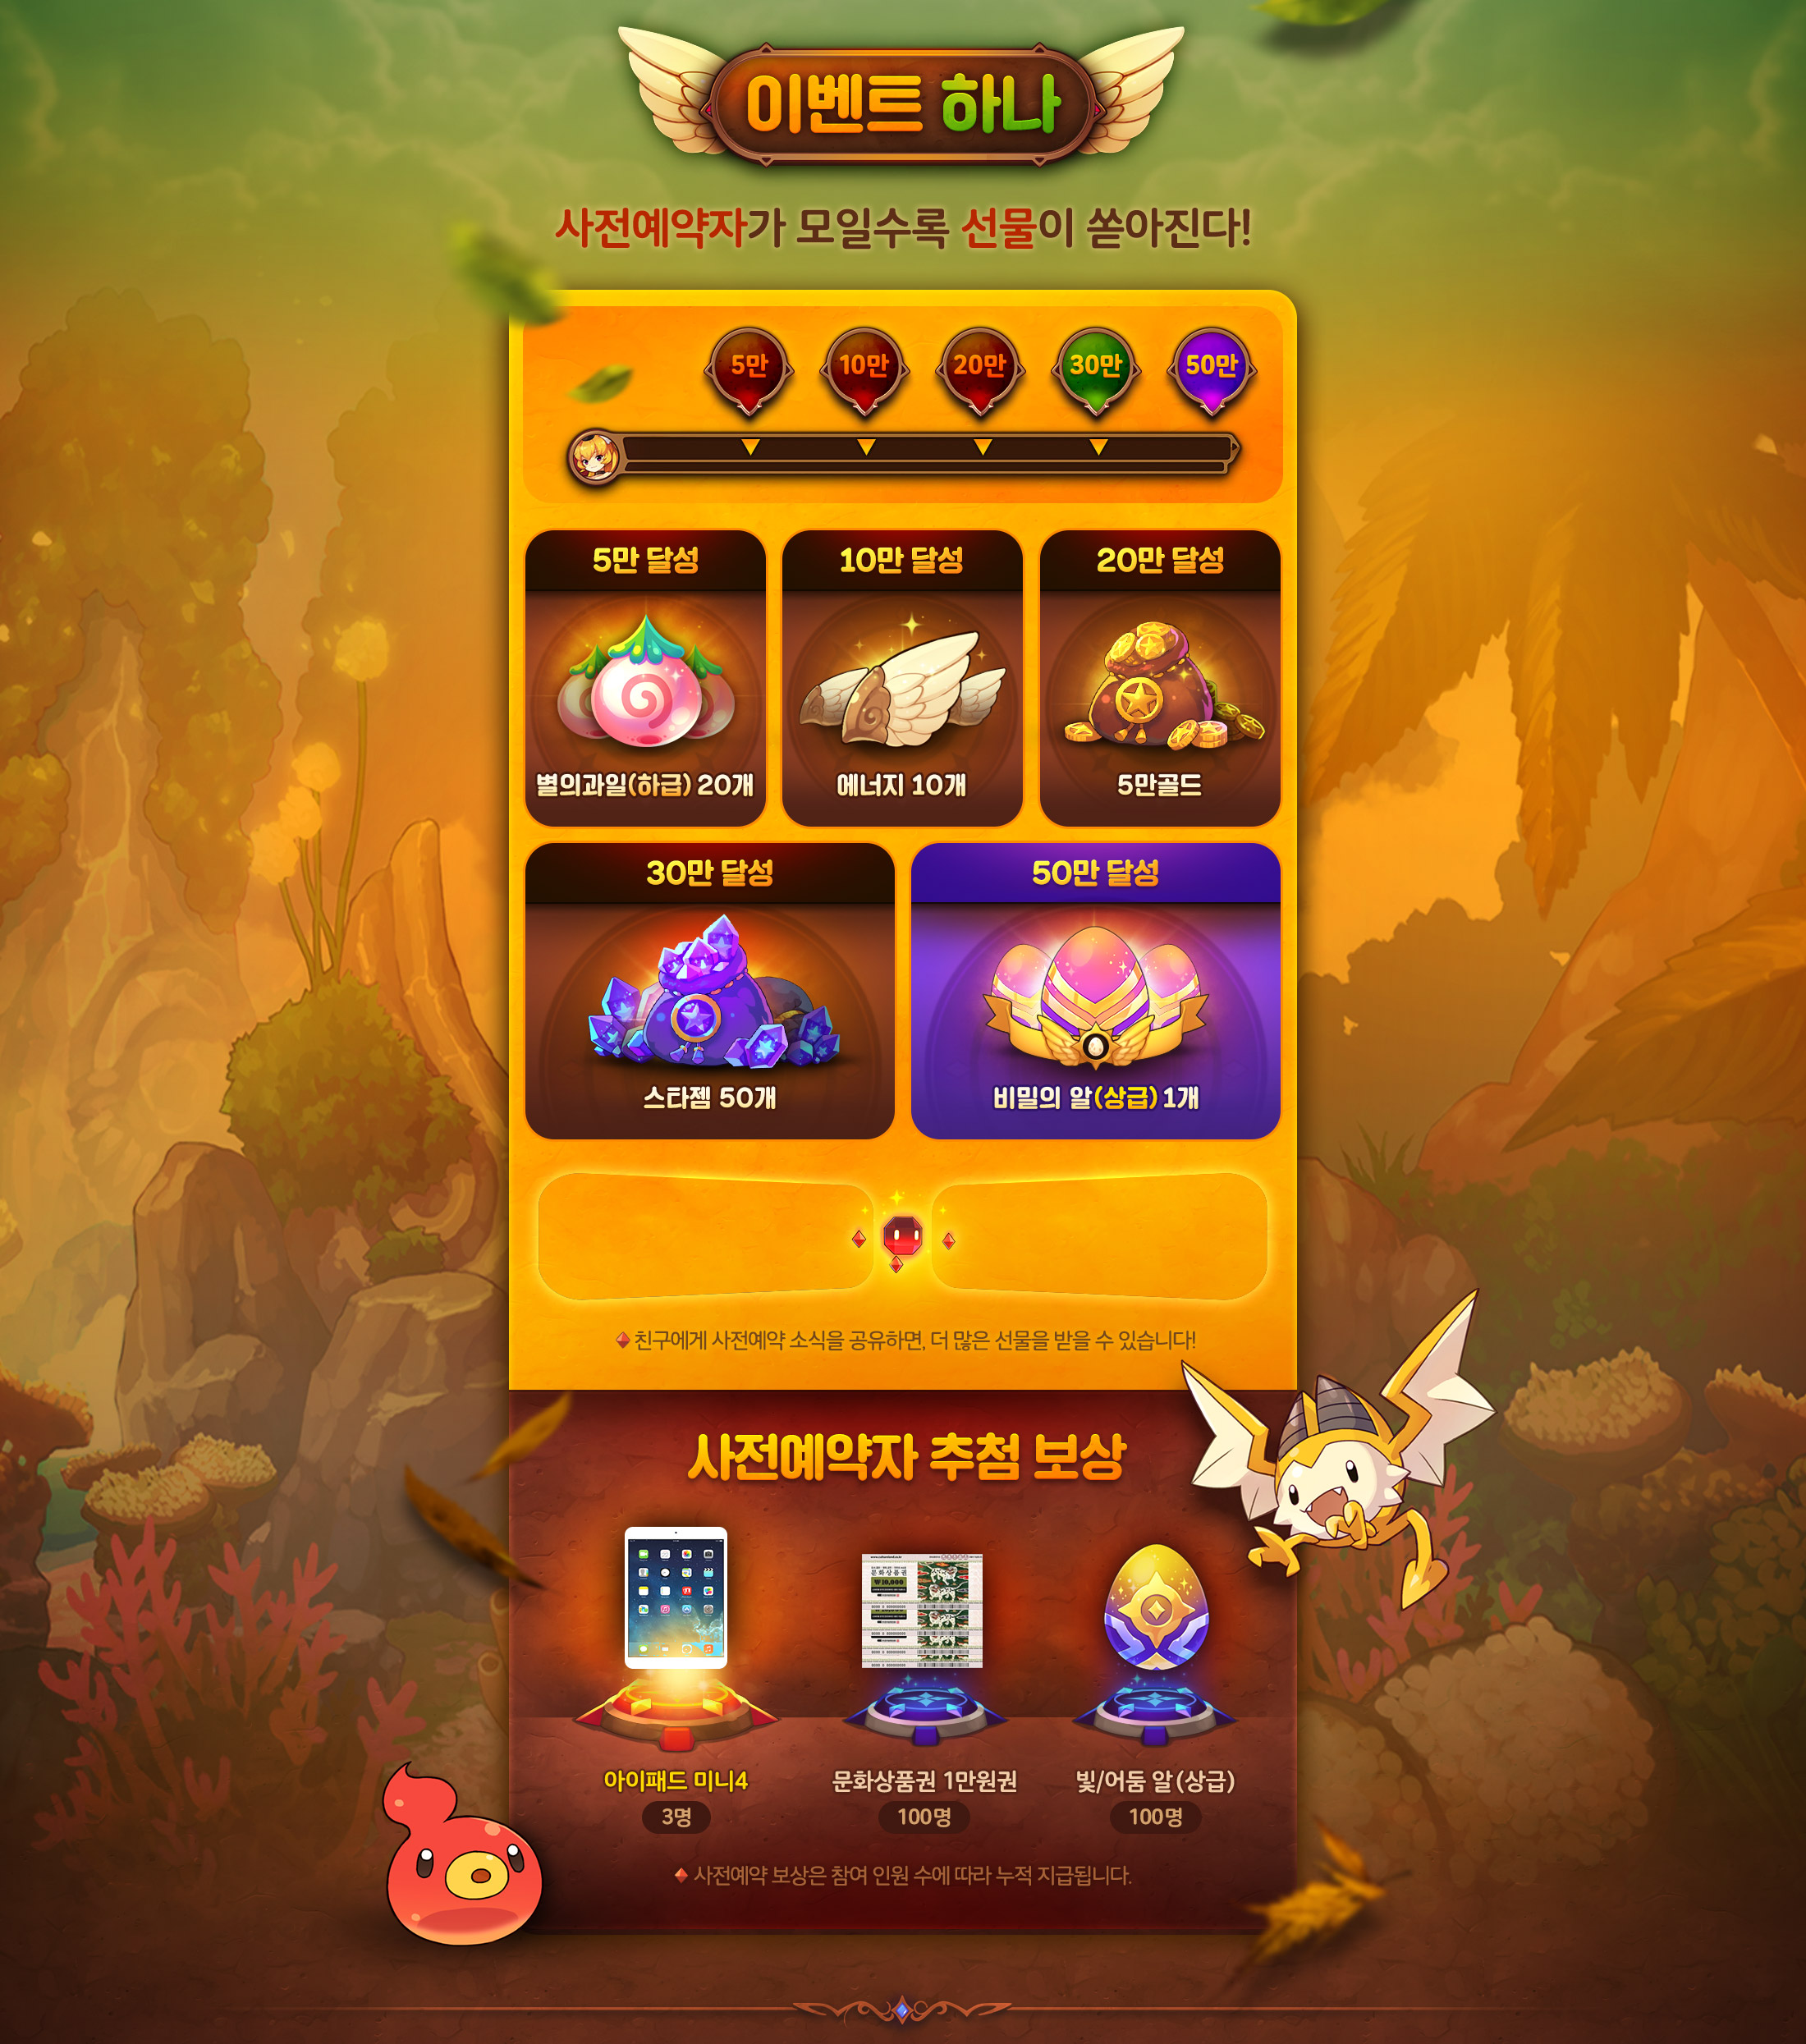 이벤트 하나
사전예약자가 모일수록 선물이 쏟아진다!
5만 10만 20만 30만 50만
5만 달성
별의과일(하급) 20개
10만 달성
에너지 10개
20만 달성
5만골드
30만 달성
스타젬 50개
50만 달성
비밀의 알(상급) 1개
친구에게 사전예약 소식을 공유하면, 더 많은 선물을 받을 수 있습니다!
사전예약자 추첨 보상
문화상품권
₩10,000
아이패드 미니4
3명
문화상품권 1만원권
100명
빛/어둠 알(상급)
100명
사전예약 보상은 참여 인원 수에 따라 누적 지급됩니다.